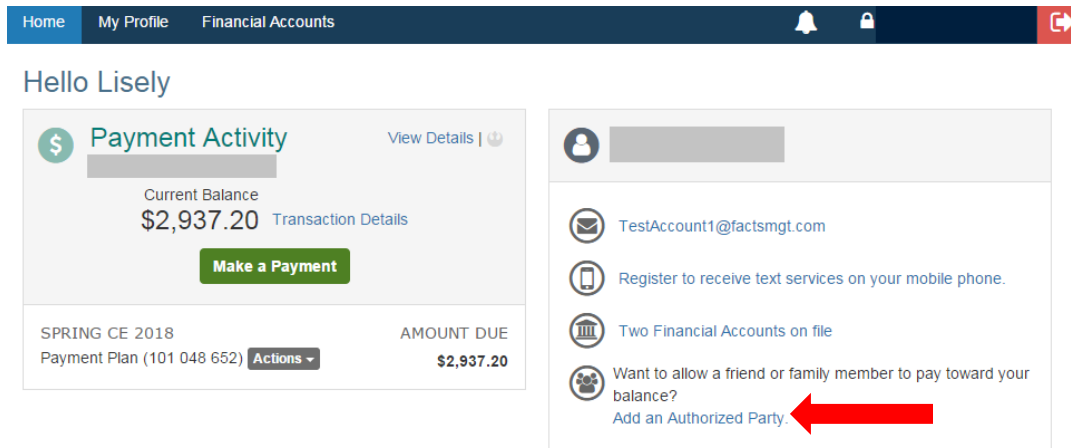 Home My Profile Financial Accounts
Hello Lisely
$ Payment Activity View Details |
Current Balance
$2,937.20 Transaction Details
Make a Payment
SPRING CE 2018 AMOUNT DUE
Payment Plan (101 048 652) Actions $2,937.20
TestAccount1@factsmgt.com
Register to receive text services on your mobile phone.
Two Financial Accounts on file
Want to allow a friend or family member to pay toward your
balance?
Add an Authorized Party.